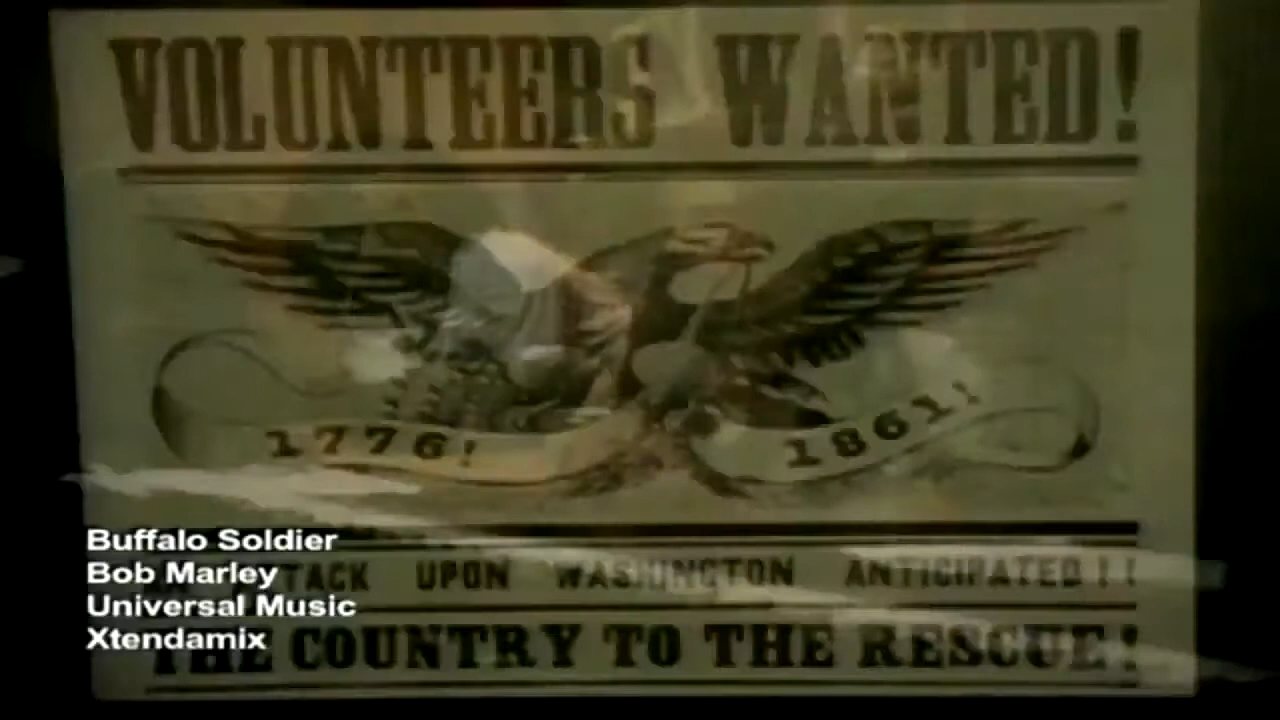 VOLUNTEERS WANTED!
1776!
1861!
ATTACK UPON WASHINGTON ANTICIPATED!!
THE COUNTRY TO THE RESCUE!
Buffalo Soldier
Bob Marley
Universal Music
Xtendamix